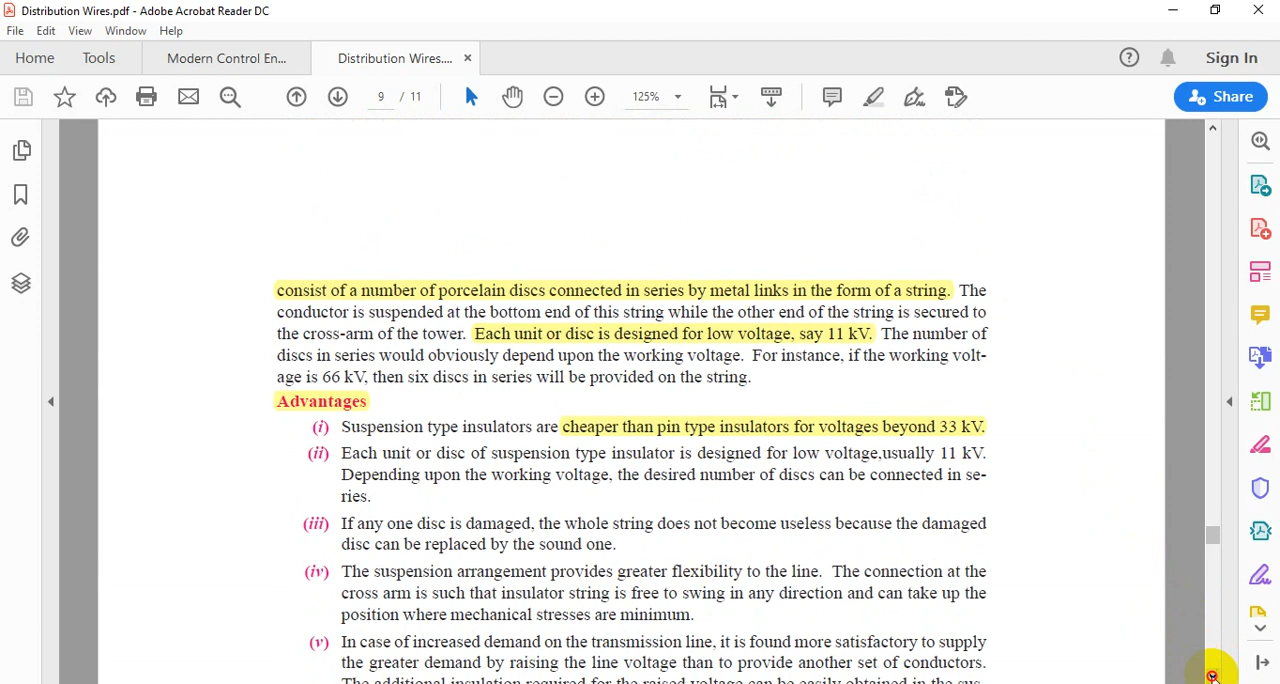 Distribution Wires.pdf - Adobe Acrobat Reader DC
File Edit View Window Help
Home Tools Modern Control En... Distribution Wires.... × Sign In
9 / 11 125% Share
consist of a number of porcelain discs connected in series by metal links in the form of a string. The
conductor is suspended at the bottom end of this string while the other end of the string is secured to
the cross-arm of the tower. Each unit or disc is designed for low voltage, say 11 kV. The number of
discs in series would obviously depend upon the working voltage. For instance, if the working volt-
age is 66 kV, then six discs in series will be provided on the string.
Advantages
(i) Suspension type insulators are cheaper than pin type insulators for voltages beyond 33 kV.
(ii) Each unit or disc of suspension type insulator is designed for low voltage,usually 11 kV.
Depending upon the working voltage, the desired number of discs can be connected in se-
ries.
(iii) If any one disc is damaged, the whole string does not become useless because the damaged
disc can be replaced by the sound one.
(iv) The suspension arrangement provides greater flexibility to the line. The connection at the
cross arm is such that insulator string is free to swing in any direction and can take up the
position where mechanical stresses are minimum.
(v) In case of increased demand on the transmission line, it is found more satisfactory to supply
the greater demand by raising the line voltage than to provide another set of conductors.
The additional insulation required for the raised voltage can be easily obtained in the sus-